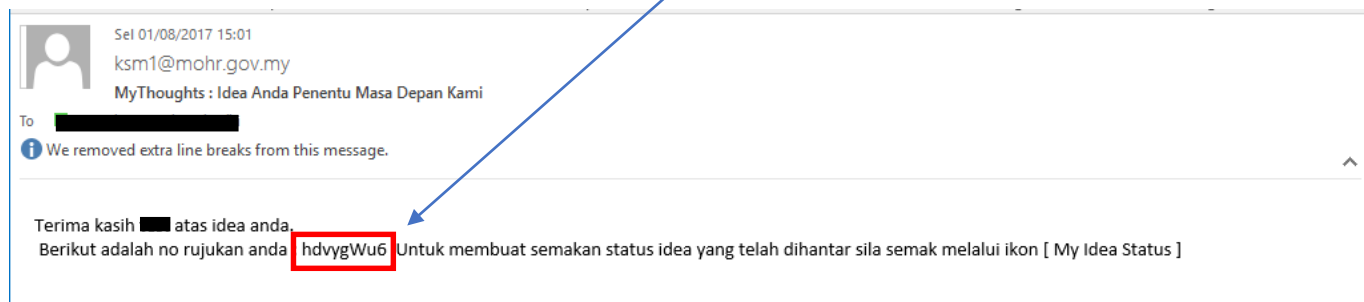 Sel 01/08/2017 15:01
ksm1@mohr.gov.my
MyThoughts : Idea Anda Penentu Masa Depan Kami
To
We removed extra line breaks from this message.
Terima kasih atas idea anda.
Berikut adalah no rujukan anda : hdvygWu6 Untuk membuat semakan status idea yang telah dihantar sila semak melalui ikon [ My Idea Status ]